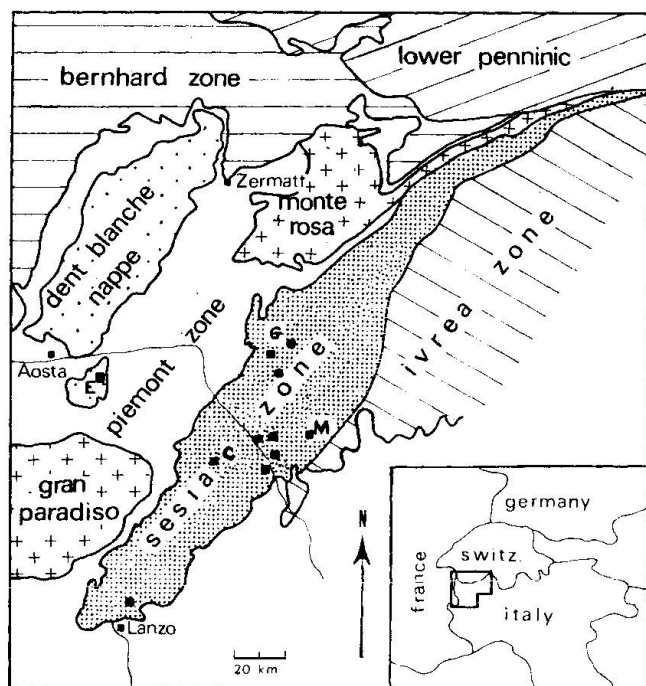 lower penninic
bernhard zone
Zermatt
monte
rosa
dent blanche
nappe
ivrea zone
piemont zone
G
Aosta
E
sesia zone
M
C
gran
paradiso
N
germany
switz.
france
italy
Lanzo
20 km